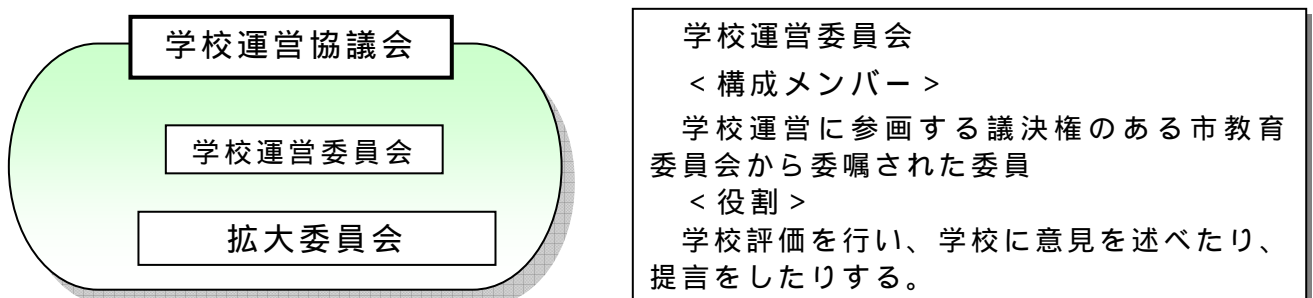 学校運営協議会
学校運営委員会
拡大委員会
学校運営委員会
＜構成メンバー＞
学校運営に参画する議決権のある市教育
委員会から委嘱された委員
＜役割＞
学校評価を行い、学校に意見を述べたり、
提言をしたりする。